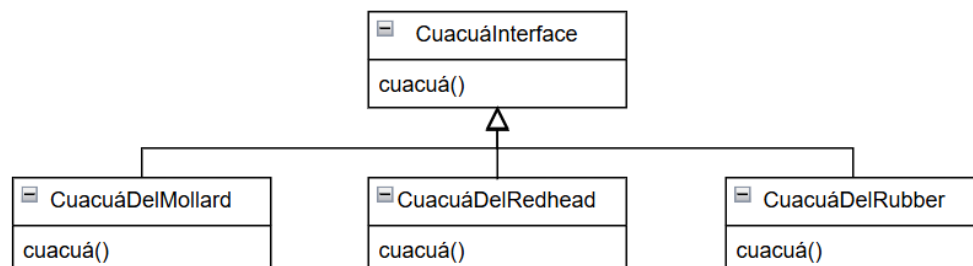 CuacuáInterface
cuacuá()
CuacuáDelMollard
cuacuá()
CuacuáDelRedhead
cuacuá()
CuacuáDelRubber
cuacuá()